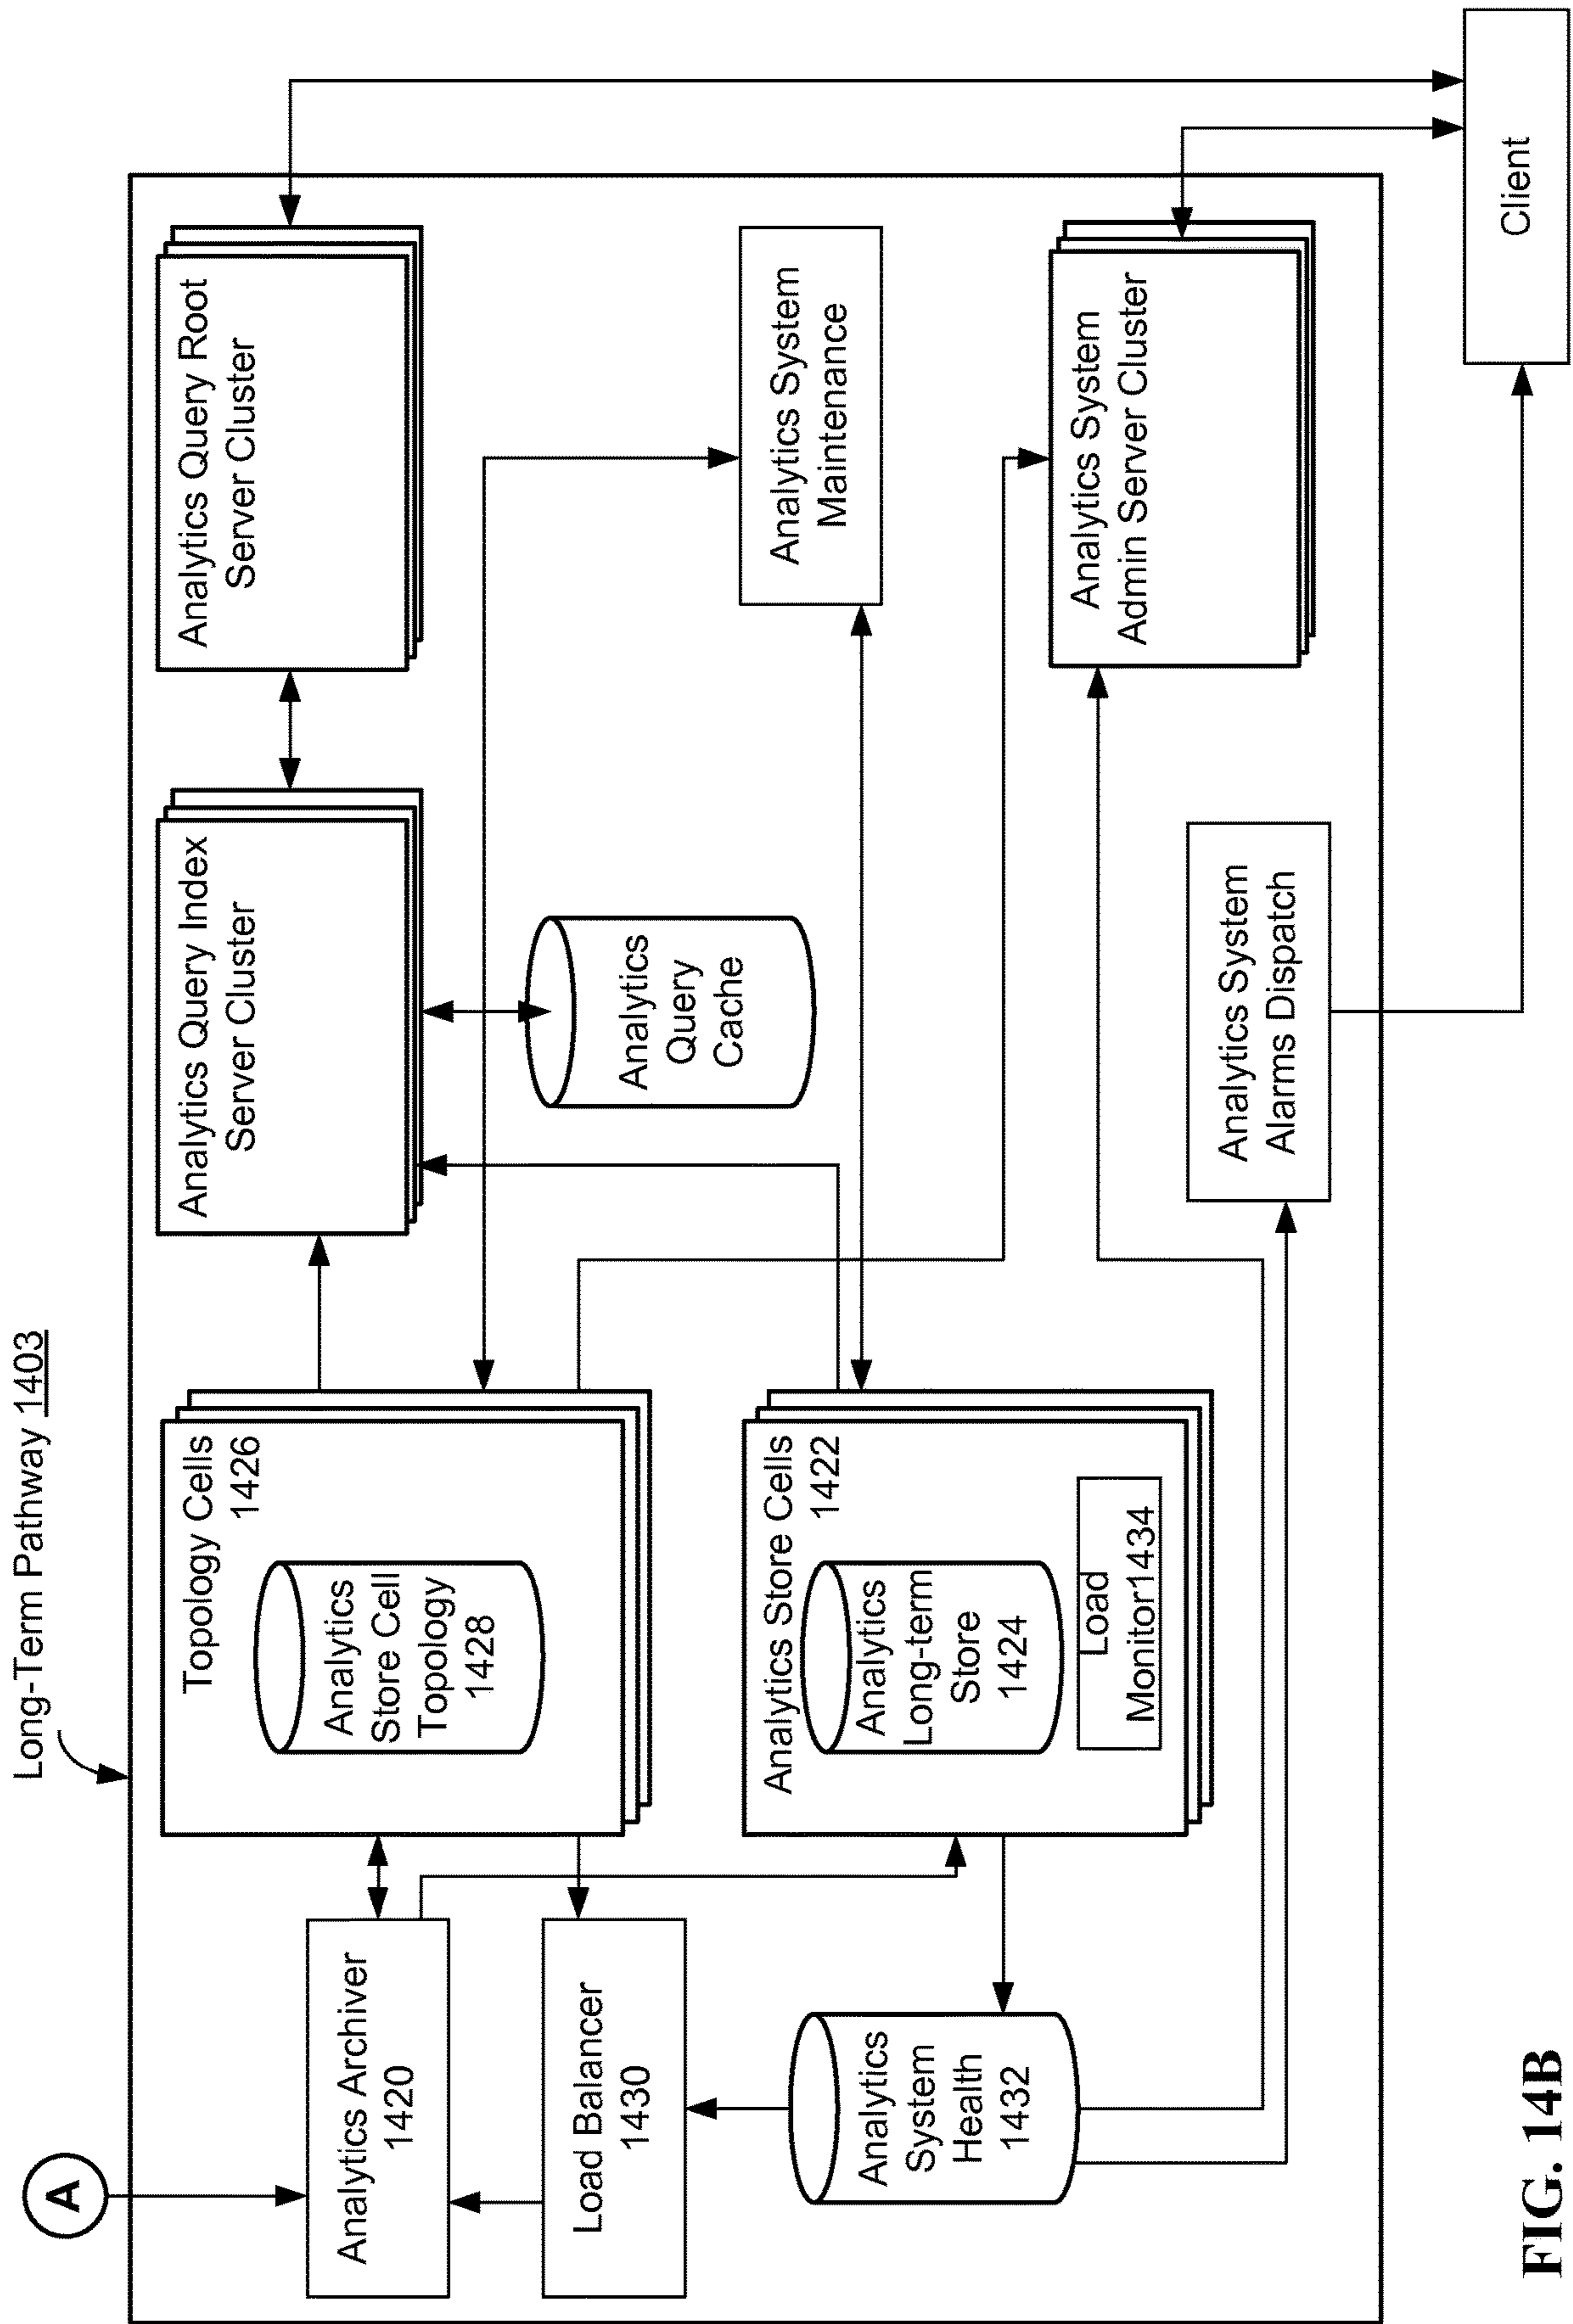 Long-Term Pathway 1403
A
Analytics Archiver
1420
Load Balancer
1430
Analytics
System
Health
1432
Topology Cells
1426
Analytics
Store Cell
Topology
1428
Analytics Store Cells
1422
Analytics
Long-term
Store
1424
Load
Monitor1434
Analytics Query Index
Server Cluster
Analytics
Query
Cache
Analytics System
Alarms Dispatch
Analytics Query Root
Server Cluster
Analytics System
Maintenance
Analytics System
Admin Server Cluster
Client
FIG. 14B